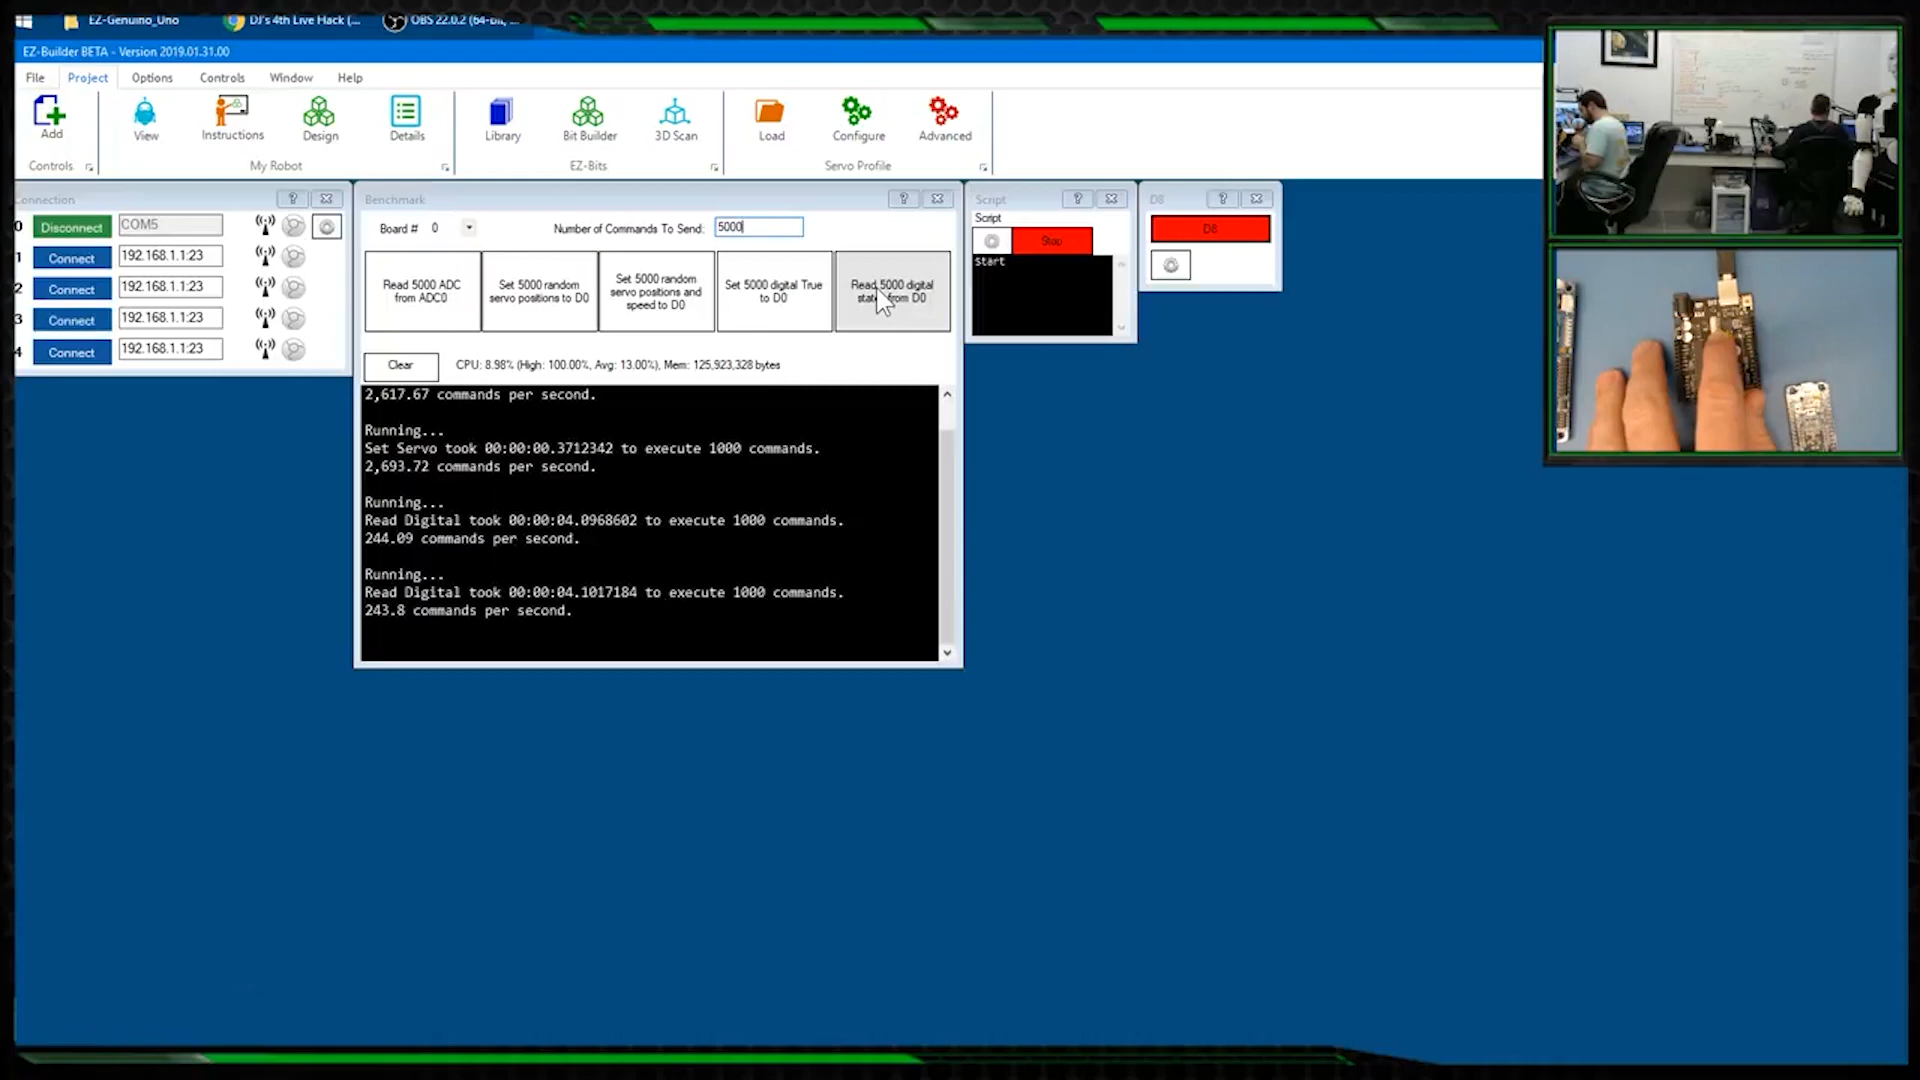 EZ-Genuino_Uno
DJ's 4th Live Hack (...
OBS 22.0.2 (64-bit, ...
EZ-Builder BETA - Version 2019.01.31.00
File
Project
Options
Controls
Window
Help
Add
View
Instructions
Design
Details
Library
Bit Builder
3D Scan
Load
Configure
Advanced
Controls
My Robot
EZ-Bits
Servo Profile
onnection
?
0
Disconnect
COM5
1
Connect
192.168.1.1:23
2
Connect
192.168.1.1:23
3
Connect
192.168.1.1:23
4
Connect
192.168.1.1:23
Benchmark
?
Board #
0
Number of Commands To Send:
5000
Read 5000 ADC
from ADC0
Set 5000 random
servo positions to D0
Set 5000 random
servo positions and
speed to D0
Set 5000 digital True
to D0
Read 5000 digital
state from D0
Clear
CPU: 8.98% (High: 100.00%, Avg: 13.00%), Mem: 125,923,328 bytes
2,617.67 commands per second.
Running...
Set Servo took 00:00:00.3712342 to execute 1000 commands.
2,693.72 commands per second.
Running...
Read Digital took 00:00:04.0968602 to execute 1000 commands.
244.09 commands per second.
Running...
Read Digital took 00:00:04.1017184 to execute 1000 commands.
243.8 commands per second.
Script
?
Script
Stop
Start
D8
?
D8